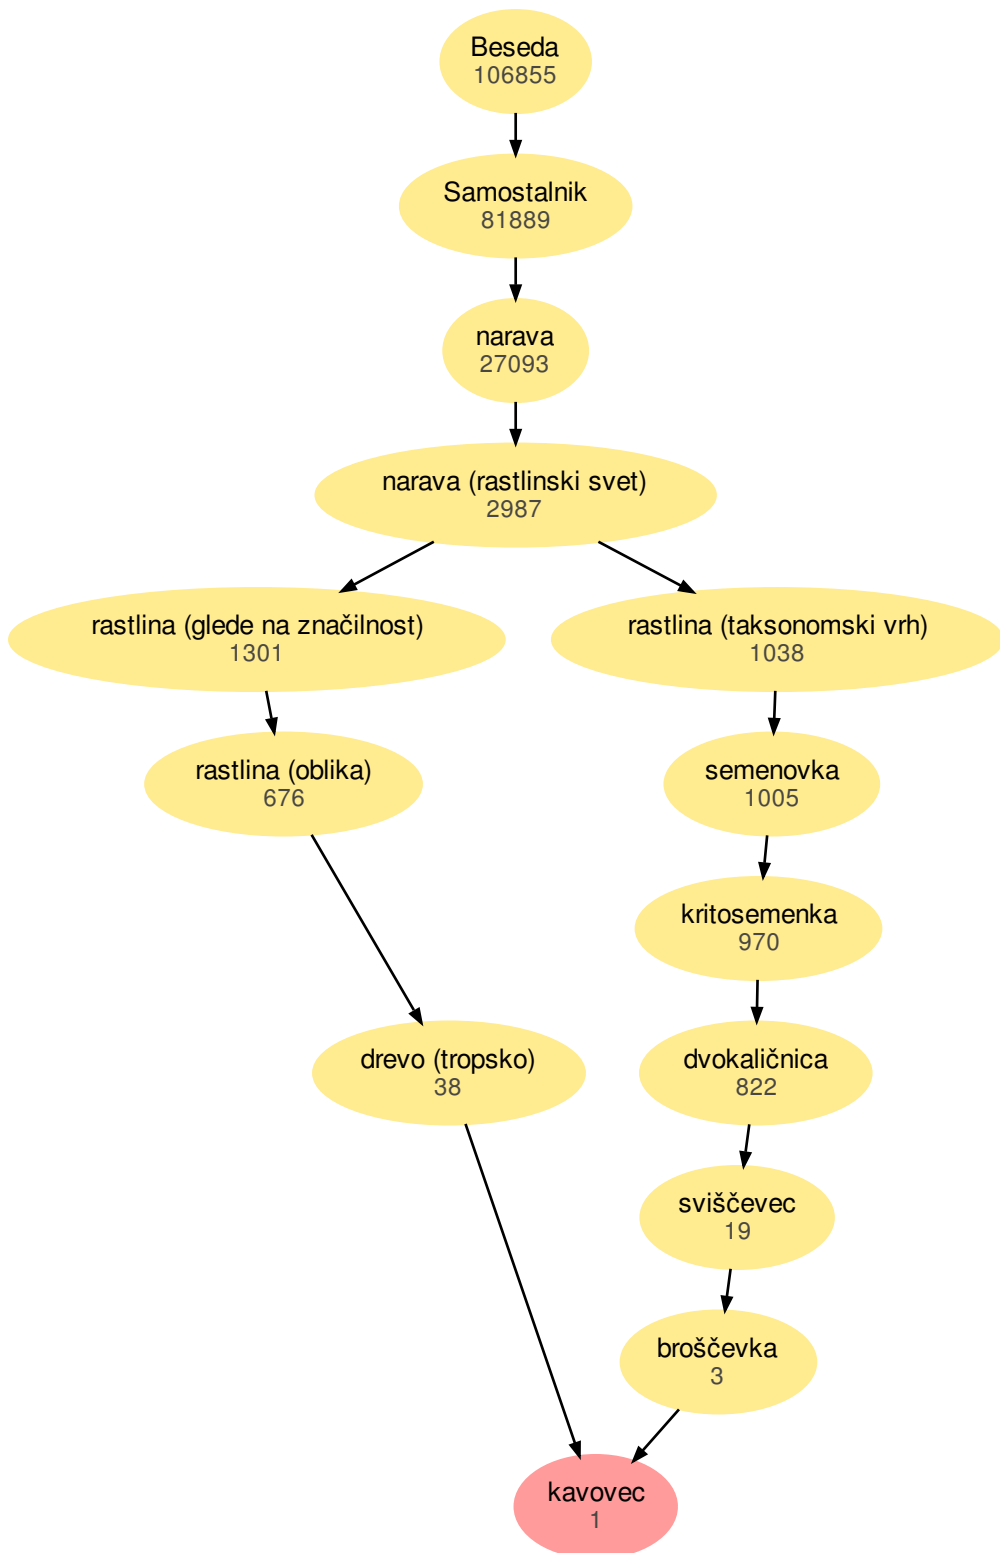 Beseda
106855
Samostalnik
81889
narava
27093
narava (rastlinski svet)
2987
rastlina (glede na značilnost)
1301
rastlina (taksonomski vrh)
1038
rastlina (oblika)
676
semenovka
1005
kritosemenka
970
drevo (tropsko)
38
dvokaličnica
822
sviščevec
19
broščevka
3
kavovec
1